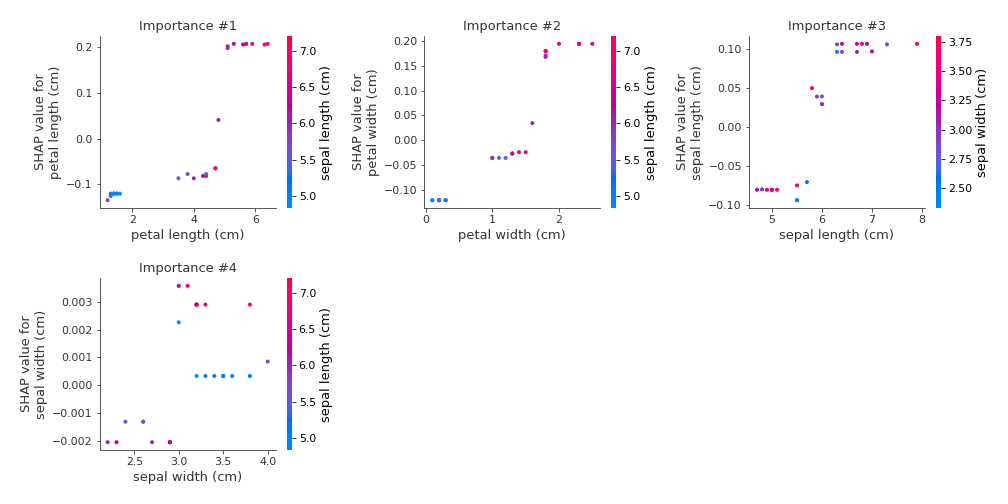 Importance #1
0.2
0.1
0.0
−0.1
2
4
6
petal length (cm)
SHAP value for
petal length (cm)
7.0
6.5
6.0
5.5
5.0
sepal length (cm)
Importance #2
0.20
0.15
0.10
0.05
0.00
−0.05
−0.10
0
1
2
petal width (cm)
SHAP value for
petal width (cm)
7.0
6.5
6.0
5.5
5.0
sepal length (cm)
Importance #3
0.10
0.05
0.00
−0.05
−0.10
5
6
7
8
sepal length (cm)
SHAP value for
sepal length (cm)
3.75
3.50
3.25
3.00
2.75
2.50
sepal width (cm)
Importance #4
0.003
0.002
0.001
0.000
−0.001
−0.002
2.5
3.0
3.5
4.0
sepal width (cm)
SHAP value for
sepal width (cm)
7.0
6.5
6.0
5.5
5.0
sepal length (cm)